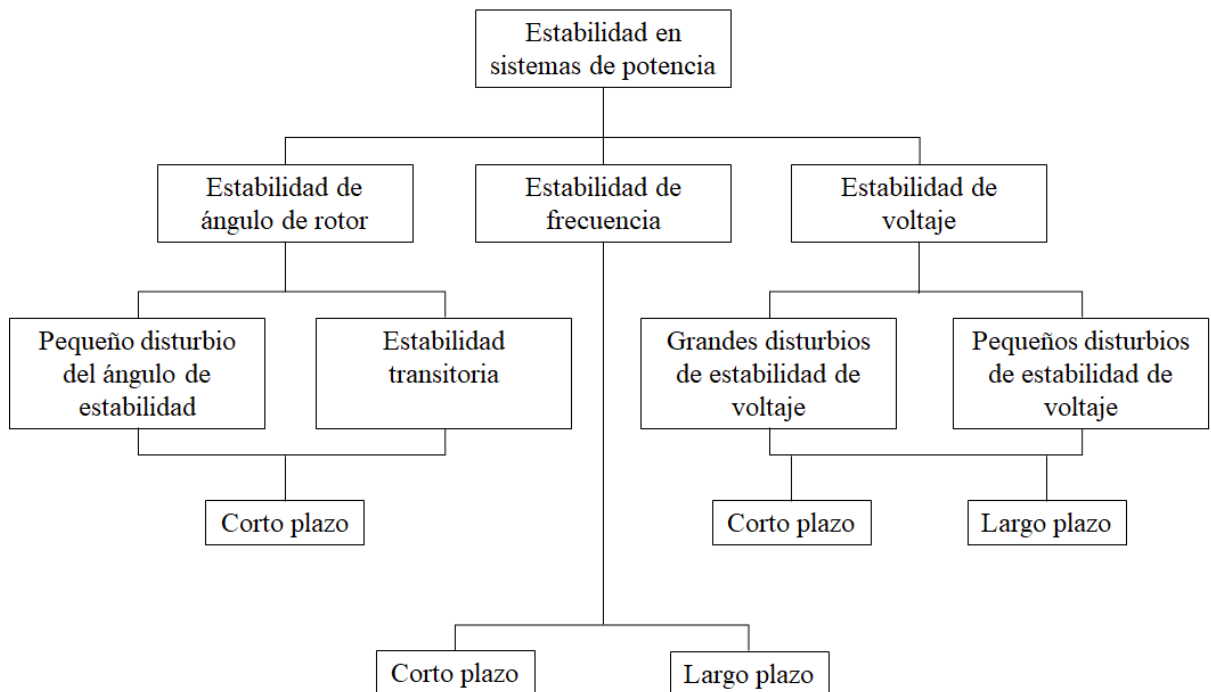 Estabilidad en
sistemas de potencia
Estabilidad de
ángulo de rotor
Estabilidad de
frecuencia
Estabilidad de
voltaje
Pequeño disturbio
del ángulo de
estabilidad
Estabilidad
transitoria
Grandes disturbios
de estabilidad de
voltaje
Pequeños disturbios
de estabilidad de
voltaje
Corto plazo
Corto plazo
Largo plazo
Corto plazo
Largo plazo